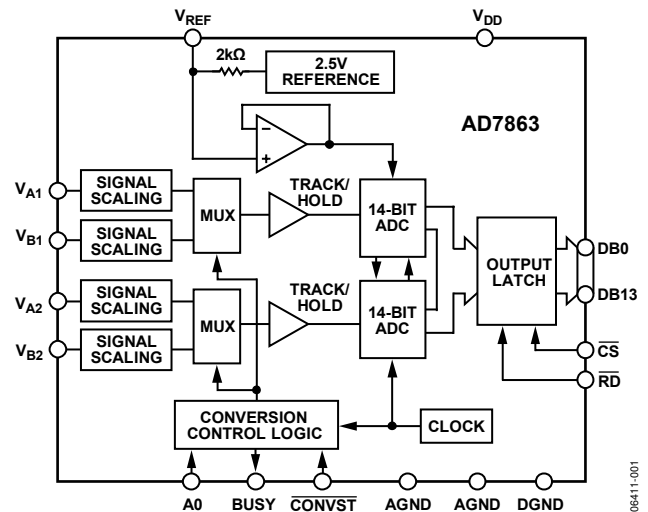 VREF
VDD
2kΩ
2.5V
REFERENCE
AD7863
−
+
VA1
SIGNAL
SCALING
MUX
TRACK/
HOLD
14-BIT
ADC
VB1
SIGNAL
SCALING
OUTPUT
LATCH
DB0
DB13
VA2
SIGNAL
SCALING
MUX
TRACK/
HOLD
14-BIT
ADC
VB2
SIGNAL
SCALING
CS
RD
CONVERSION
CONTROL LOGIC
CLOCK
A0
BUSY
CONVST
AGND
AGND
DGND
06411-001